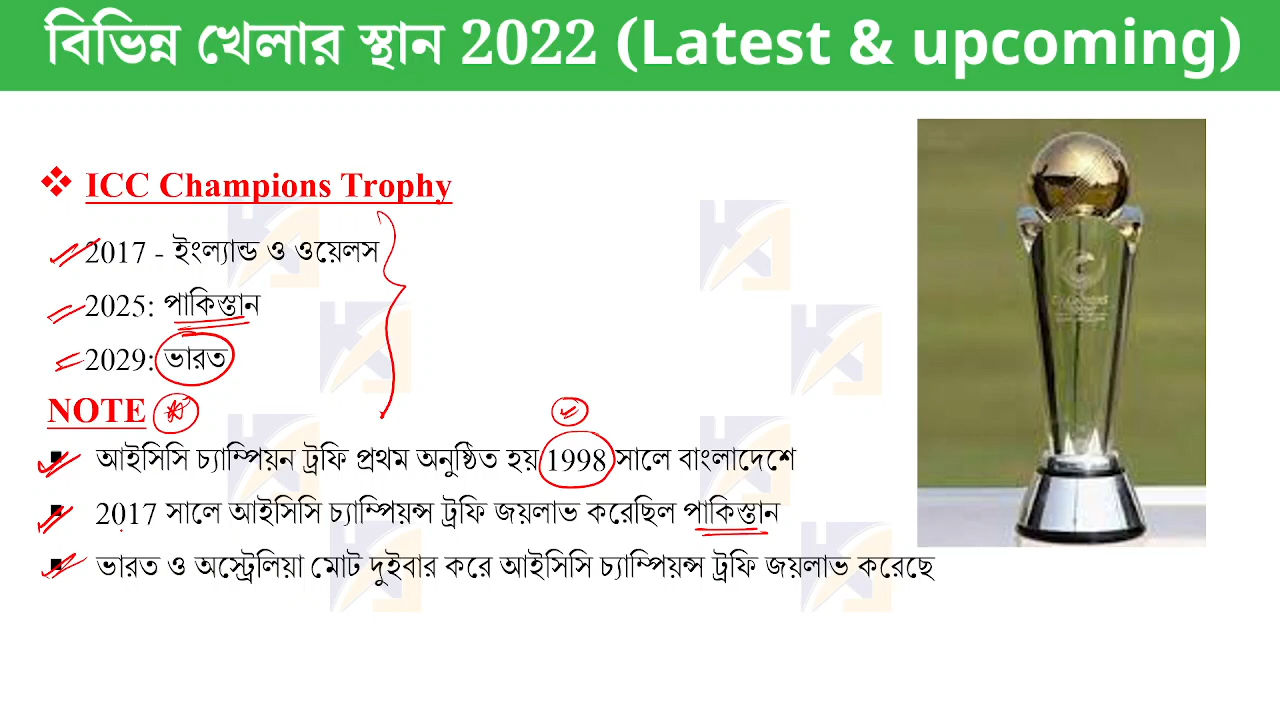 বিভিন্ন খেলার স্থান 2022 (Latest & upcoming)
❖ ICC Champions Trophy
2017 - ইংল্যান্ড ও ওয়েলস
2025: পাকিস্তান
2029: ভারত
NOTE
▪ আইসিসি চ্যাম্পিয়ন ট্রফি প্রথম অনুষ্ঠিত হয় 1998 সালে বাংলাদেশে
▪ 2017 সালে আইসিসি চ্যাম্পিয়ন্স ট্রফি জয়লাভ করেছিল পাকিস্তান
▪ ভারত ও অস্ট্রেলিয়া মোট দুইবার করে আইসিসি চ্যাম্পিয়ন্স ট্রফি জয়লাভ করেছে